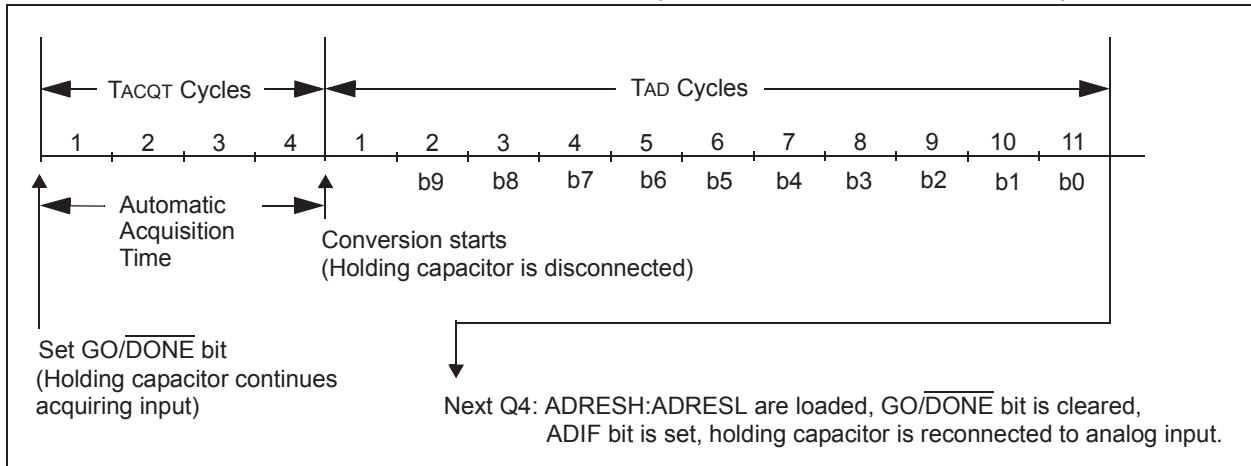 TACQT Cycles TAD Cycles
1 2 3 4 1 2 3 4 5 6 7 8 9 10 11
b9 b8 b7 b6 b5 b4 b3 b2 b1 b0
Automatic
Acquisition
Time
Conversion starts
(Holding capacitor is disconnected)
Set GO/DONE bit
(Holding capacitor continues
acquiring input)
Next Q4: ADRESH:ADRESL are loaded, GO/DONE bit is cleared,
ADIF bit is set, holding capacitor is reconnected to analog input.